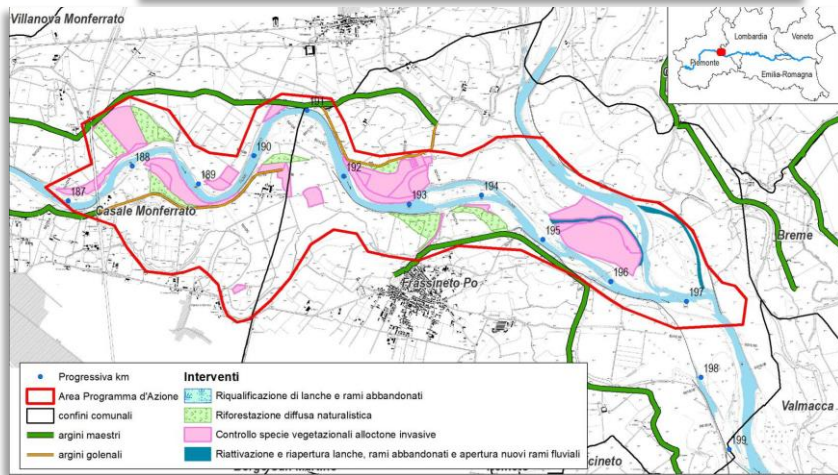 Villanova Monferrato
Lombardia
Veneto
Piemonte
Emilia-Romagna
191
190
188
189
187
192
193
194
195
196
197
198
199
Casale Monferrato
Breme
Frassineto Po
Valmacca
Progressiva km
Area Programma d'Azione
confini comunali
argini maestri
argini golenali
Interventi
Riqualificazione di lanche e rami abbandonati
Riforestazione diffusa naturalistica
Controllo specie vegetazionali alloctone invasive
Riattivazione e riapertura lanche, rami abbandonati e apertura nuovi rami fluviali